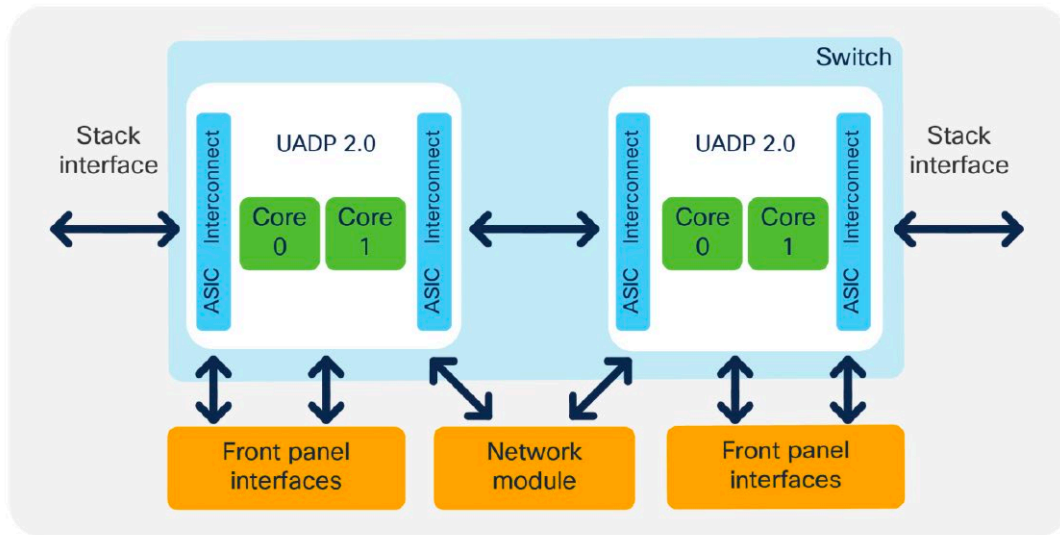 Switch
Stack
interface
ASIC Interconnect
UADP 2.0
Core
0
Core
1
ASIC Interconnect
ASIC Interconnect
UADP 2.0
Core
0
Core
1
ASIC Interconnect
Stack
interface
Front panel
interfaces
Network
module
Front panel
interfaces